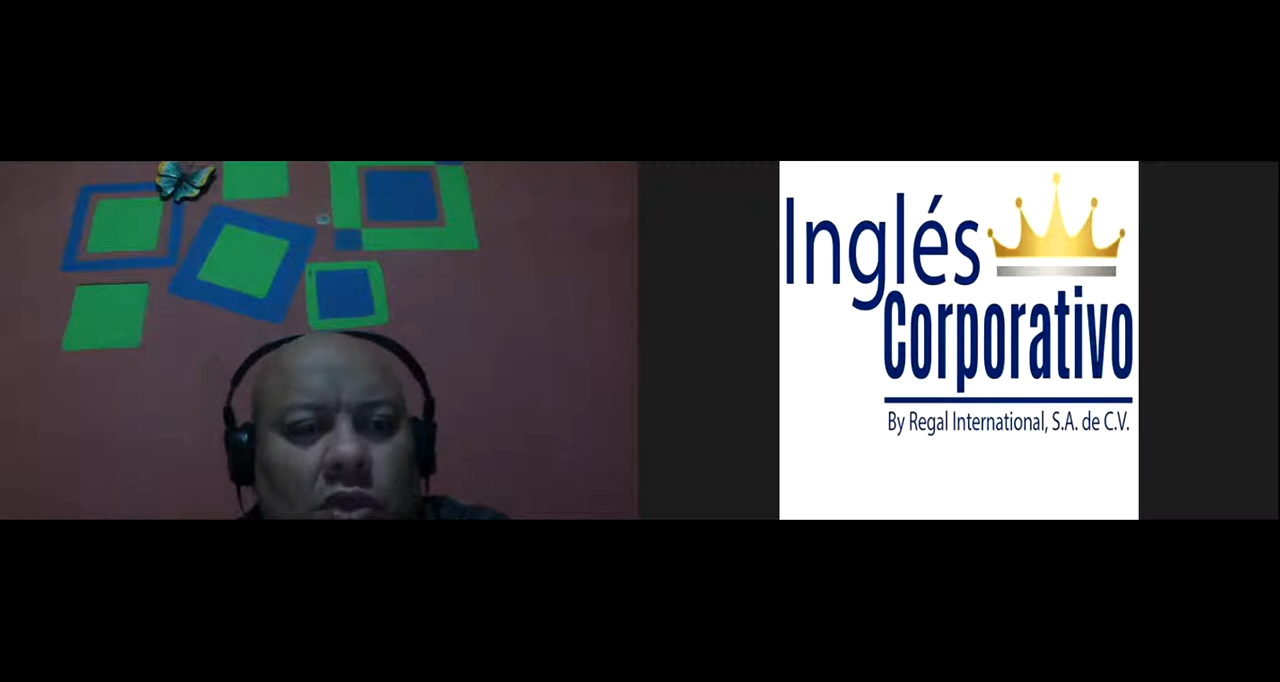 Inglés
Corporativo
By Regal International, S.A. de C.V.